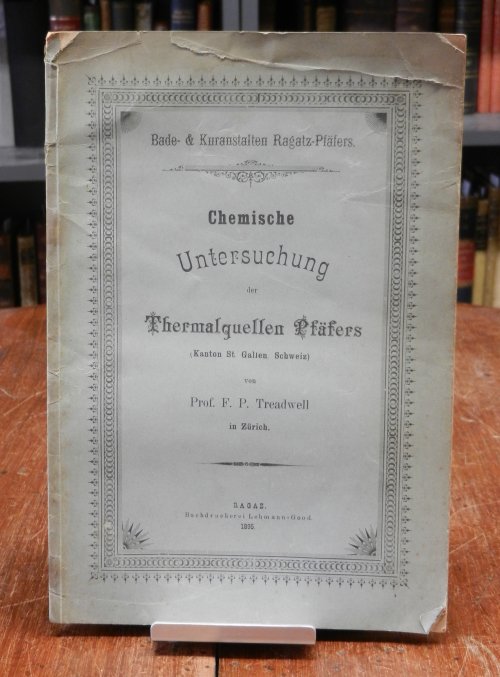 Bade- & Kuranstalten Ragatz-Pfäfers.
Chemische
Untersuchung
der
Thermalquellen Pfäfers
(Kanton St. Gallen Schweiz)
von
Prof. F. P. Treadwell
in Zürich.
RAGAZ.
Buchdruckerei Lehmann-Good.
1895.